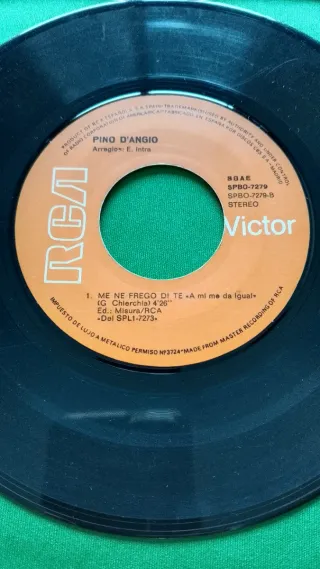 PINO D'ANGIO
Arreglos: E. Intra
SGAE
SPBO-7279
SPBO-7279-B
STEREO
RCA
Victor
1. ME NE FREGO DI TE «A mi me da igual»
(G. Chierchia) 4'26"
Ed.: Misura/RCA
«Del SPL1-7273»
IMPUESTO DE LUJO A METALICO PERMISO Nº3724 "MADE FROM MASTER RECORDING OF RCA